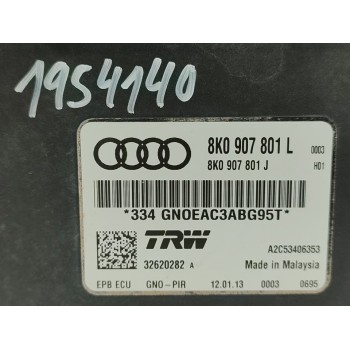 1954140
8K0 907 801 L 0003
8K0 907 801 J H01
*334 GNOEAC3ABG95T*
TRW
A2C53406353
32620282 A Made in Malaysia
EPB ECU GNO-PIR 12.01.13 0003 0695